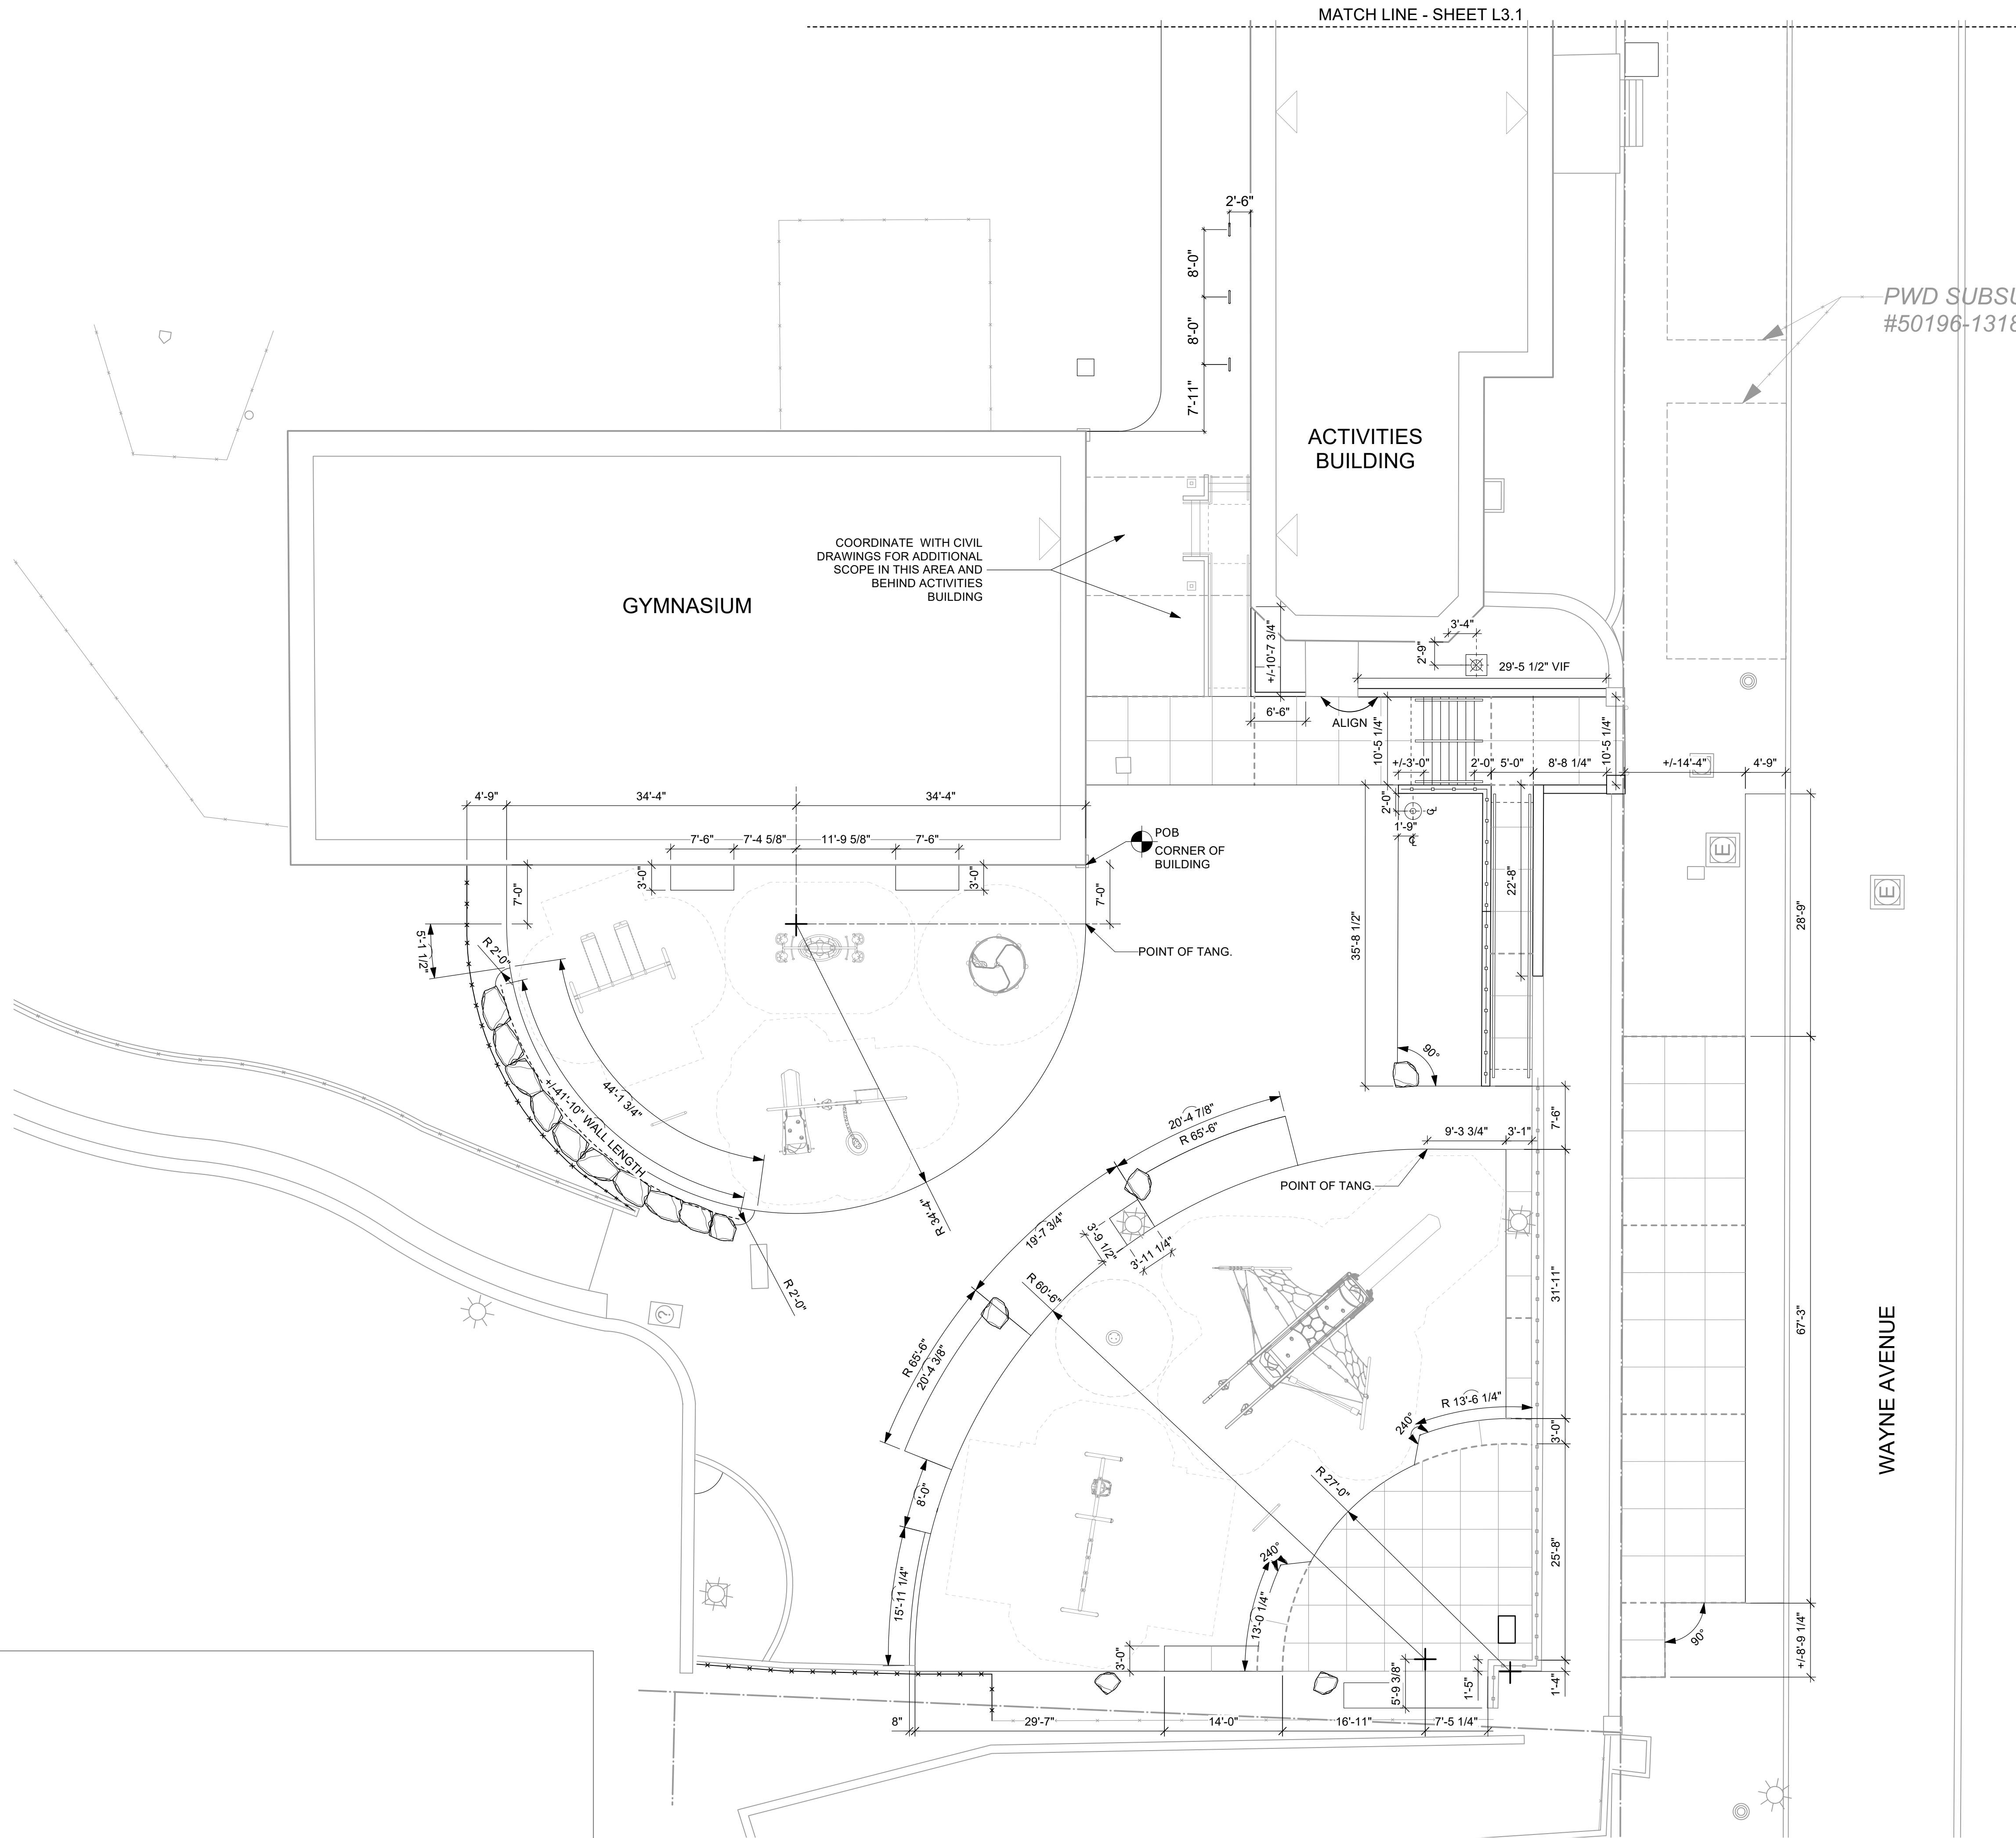 MATCH LINE - SHEET L3.1
2'-6"
8'-0"
8'-0"
7'-11"
PWD SUBSU
#50196-1318
ACTIVITIES
BUILDING
COORDINATE WITH CIVIL
DRAWINGS FOR ADDITIONAL
SCOPE IN THIS AREA AND
BEHIND ACTIVITIES
BUILDING
GYMNASIUM
+/-10'-7 3/4"
3'-4"
2'-9"
29'-5 1/2" VIF
6'-6"
ALIGN
10'-5 1/4"
10'-5 1/4"
+/-3'-0"
2'-0"
5'-0"
8'-8 1/4"
+/-14'-4"
4'-9"
4'-9"
34'-4"
34'-4"
2'-0"
1'-9"
7'-6"
7'-4 5/8"
11'-9 5/8"
7'-6"
POB
CORNER OF
BUILDING
E
E
3'-0"
3'-0"
7'-0"
7'-0"
22'-8"
28'-9"
35'-8 1/2"
5'-1 1/2"
R 2'-0"
POINT OF TANG.
90°
44'-1 3/4"
+/-41'-10" WALL LENGTH
20'-4 7/8"
R 65'-6"
7'-6"
9'-3 3/4"
3'-1"
POINT OF TANG.
R 34'-4"
19'-7 3/4"
3'-9 1/2"
3'-11 1/4"
R 2'-0"
R 60'-6"
31'-11"
67'-3"
?
R 65'-6"
20'-4 3/8"
WAYNE AVENUE
R 13'-6 1/4"
240°
3'-0"
R 27'-0"
8'-0"
240°
25'-8"
15'-11 1/4"
13'-0 1/4"
90°
+/-8'-9 1/4"
3'-0"
5'-9 3/8"
1'-5"
1'-4"
8"
29'-7"
14'-0"
16'-11"
7'-5 1/4"